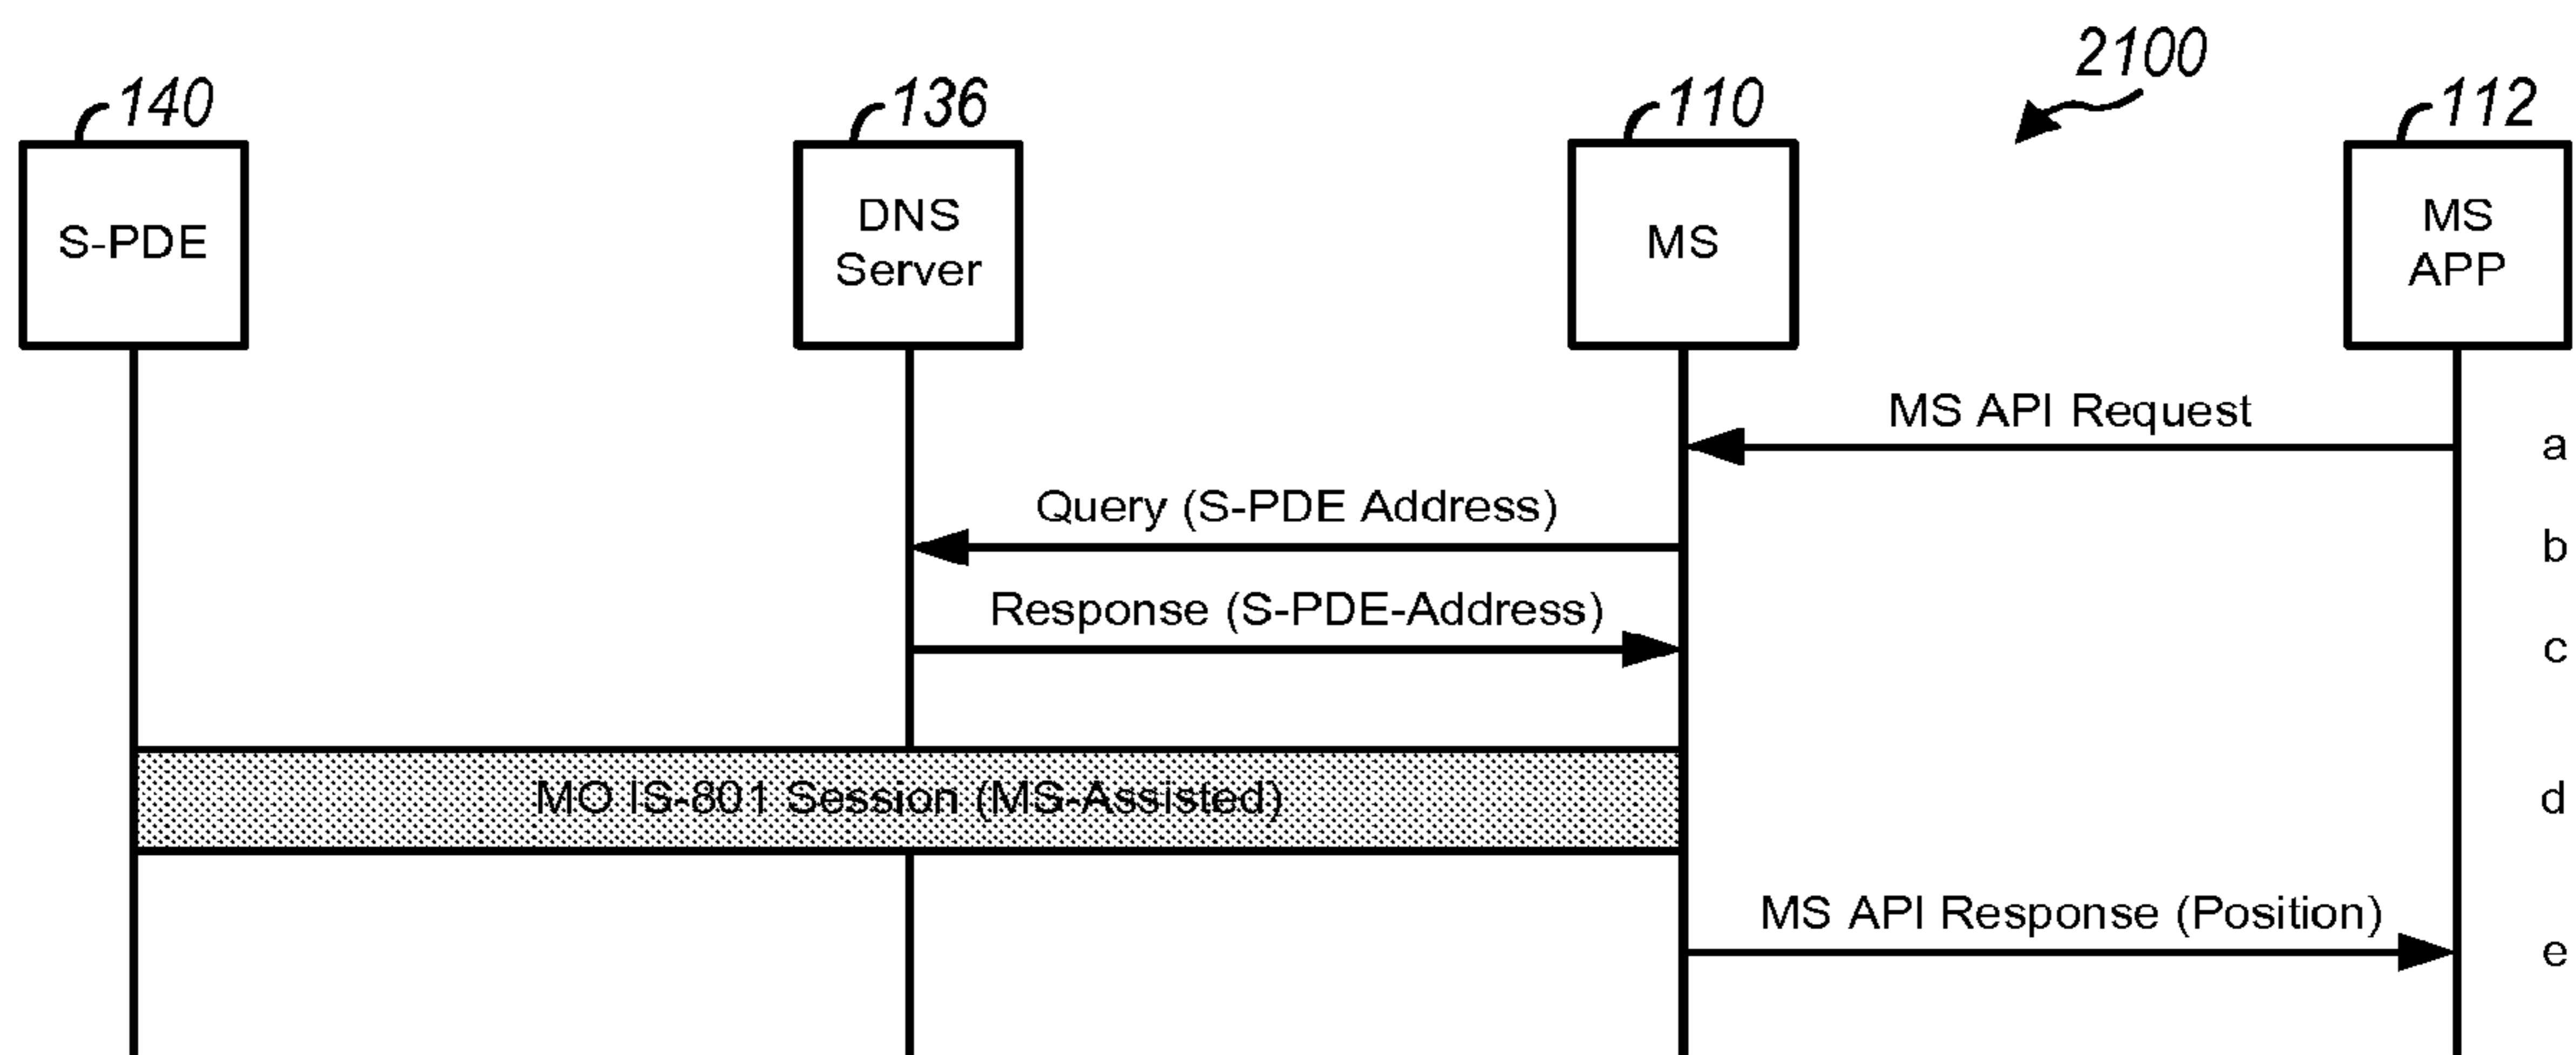 2100
140
136
110
112
S-PDE
DNS
Server
MS
MS
APP
MS API Request
a
Query (S-PDE Address)
b
Response (S-PDE-Address)
c
MO IS-801 Session (MS-Assisted)
d
MS API Response (Position)
e